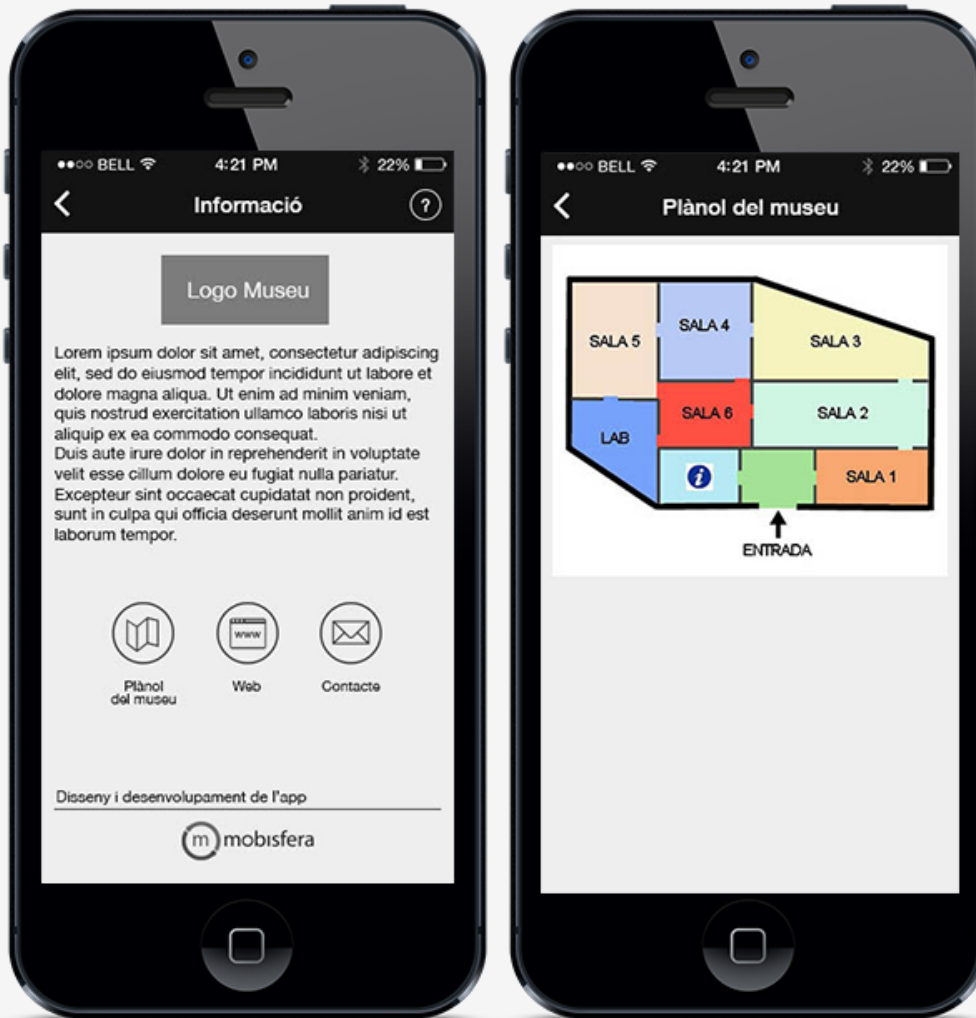 BELL 4:21 PM 22%
Informació ?
Logo Museu
Lorem ipsum dolor sit amet, consectetur adipiscing
elit, sed do eiusmod tempor incididunt ut labore et
dolore magna aliqua. Ut enim ad minim veniam,
quis nostrud exercitation ullamco laboris nisi ut
aliquip ex ea commodo consequat.
Duis aute irure dolor in reprehenderit in voluptate
velit esse cillum dolore eu fugiat nulla pariatur.
Excepteur sint occaecat cupidatat non proident,
sunt in culpa qui officia deserunt mollit anim id est
laborum tempor.
www
Plànol
del museu
Web
Contacte
Disseny i desenvolupament de l'app
m mobisfera
BELL 4:21 PM 22%
Plànol del museu
SALA 5
SALA 4
SALA 3
SALA 6
SALA 2
LAB
i
SALA 1
ENTRADA